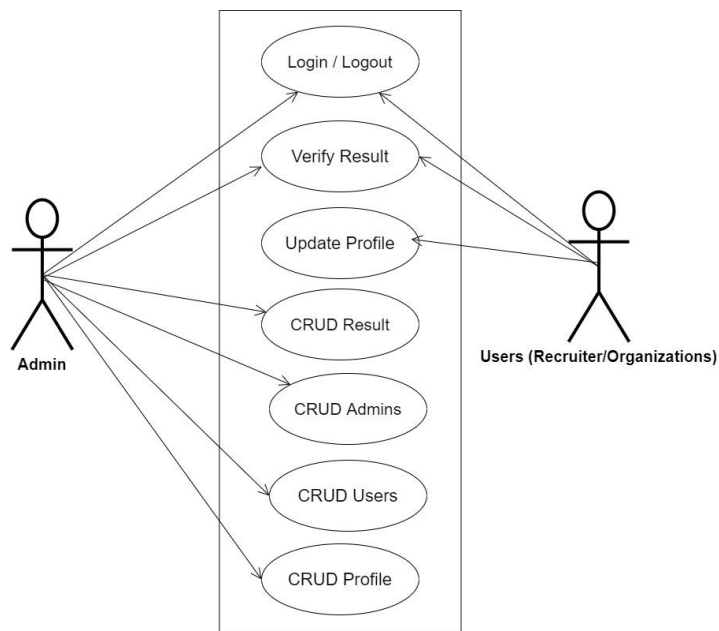 Login / Logout
Verify Result
Update Profile
CRUD Result
Users (Recruiter/Organizations)
Admin
CRUD Admins
CRUD Users
CRUD Profile